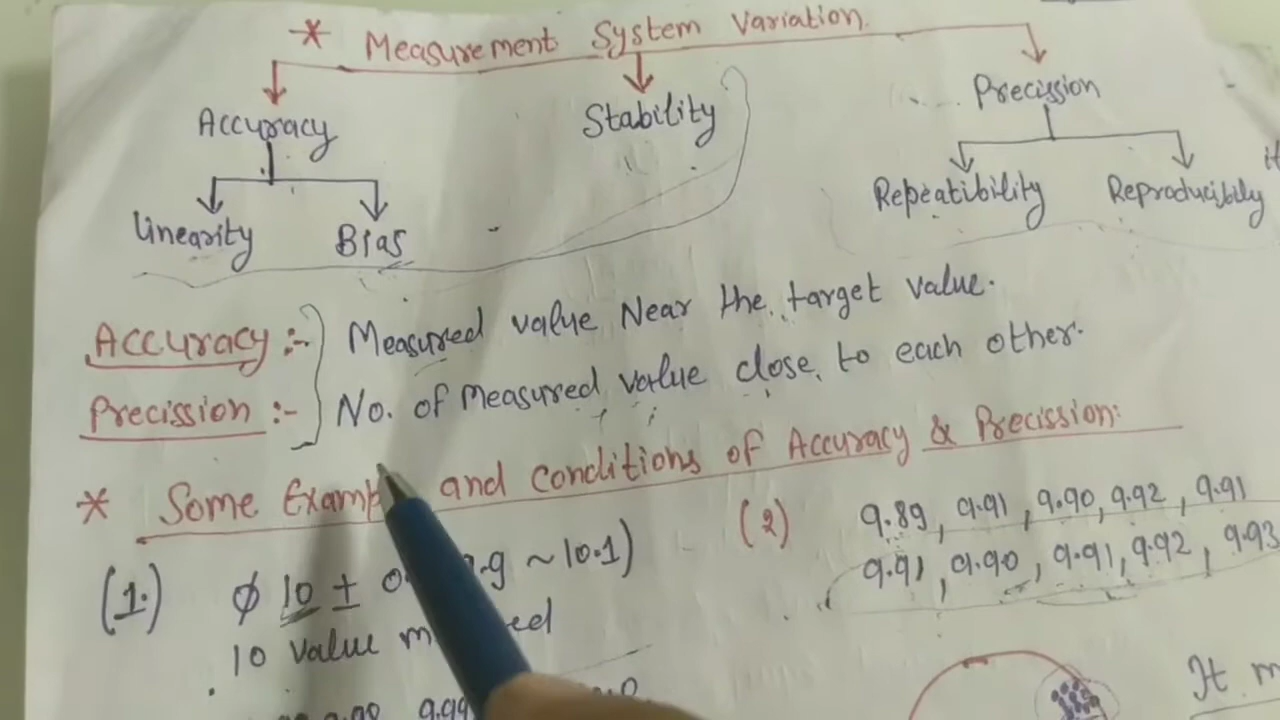 * Measurement System Variation
Accuracy Stability Precission
Linearity Bias Repeatibility Reproducibily
Accuracy :- Measured value Near the target value.
Precission :- No. of Measured value close to each other.
* Some and Conditions of Accuracy & Precission:
(1.) φ 10 ± ~ 10.1)
10 value
(2) 9.89, 9.91, 9.90, 9.92, 9.91
9.91, 9.90, 9.91, 9.92, 9.93
It